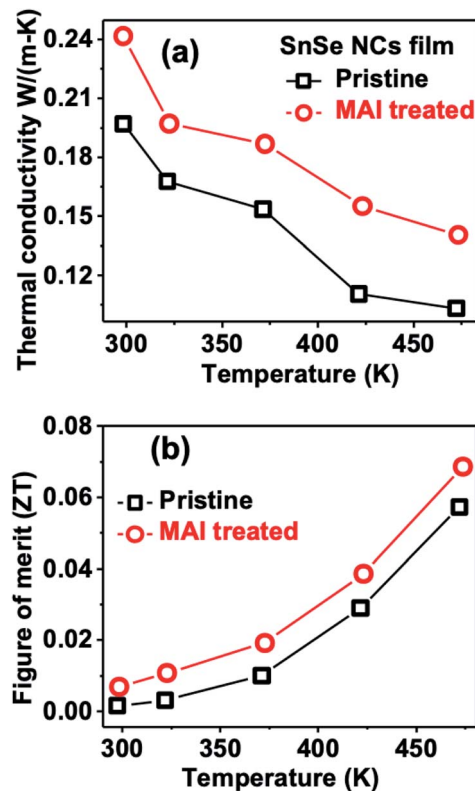 0.24
0.21
0.18
0.15
0.12
Thermal conductivity W/(m-K)
(a)
SnSe NCs film
Pristine
MAI treated
300 350 400 450
Temperature (K)
0.08
0.06
0.04
0.02
0.00
Figure of merit (ZT)
(b)
Pristine
MAI treated
300 350 400 450
Temperature (K)